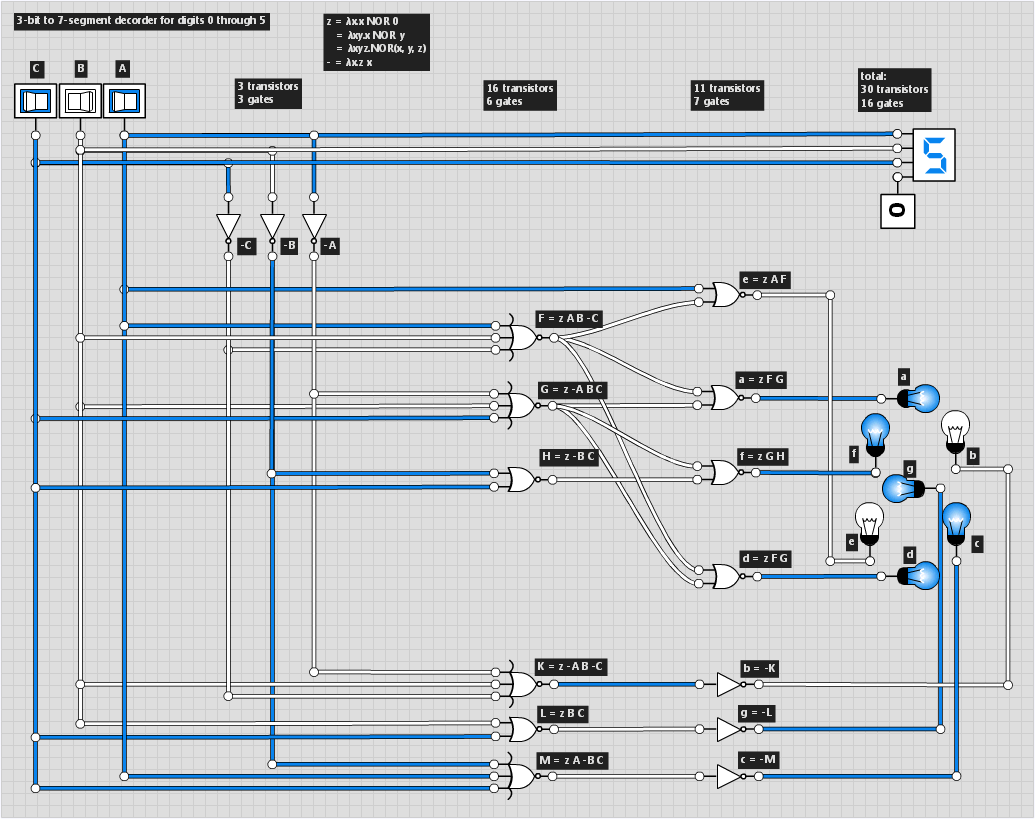 3-bit to 7-segment decorder for digits 0 through 5
z = λx.x NOR 0
= λxy.x NOR y
= λxyz.NOR(x, y, z)
- = λx.z x
C B A
3 transistors
3 gates
16 transistors
6 gates
11 transistors
7 gates
total:
30 transistors
16 gates
5
0
-C -B -A
e = z A F
F = z A B -C
a = z F G
a
G = z -A B C
f
b
H = z -B C
f = z G H
g
e
c
d = z F G
d
K = z -A B -C
b = -K
L = z B C
g = -L
M = z A -B C
c = -M